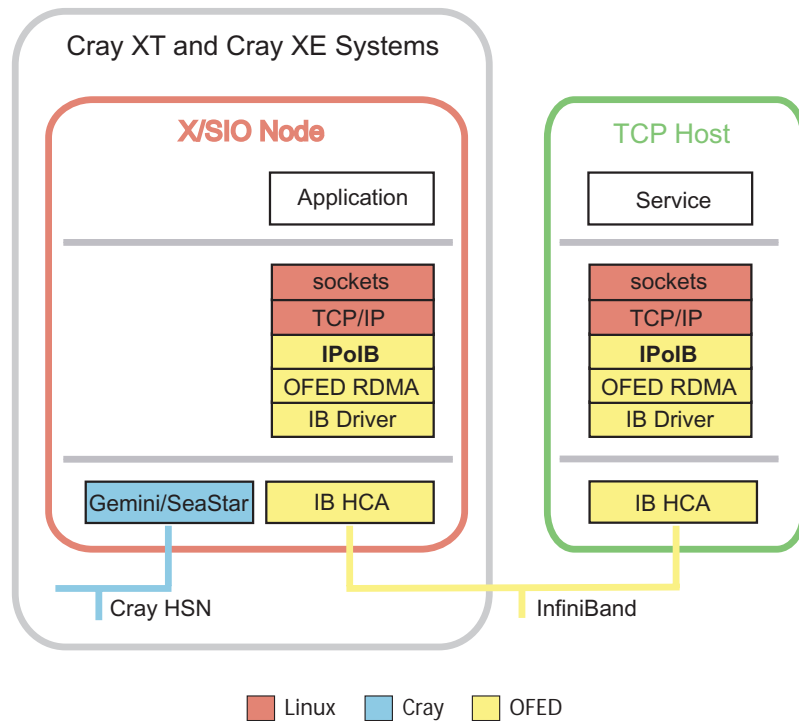 Cray XT and Cray XE Systems
X/SIO Node
Application
sockets
TCP/IP
IPoIB
OFED RDMA
IB Driver
Gemini/SeaStar
IB HCA
Cray HSN
TCP Host
Service
sockets
TCP/IP
IPoIB
OFED RDMA
IB Driver
IB HCA
InfiniBand
Linux
Cray
OFED